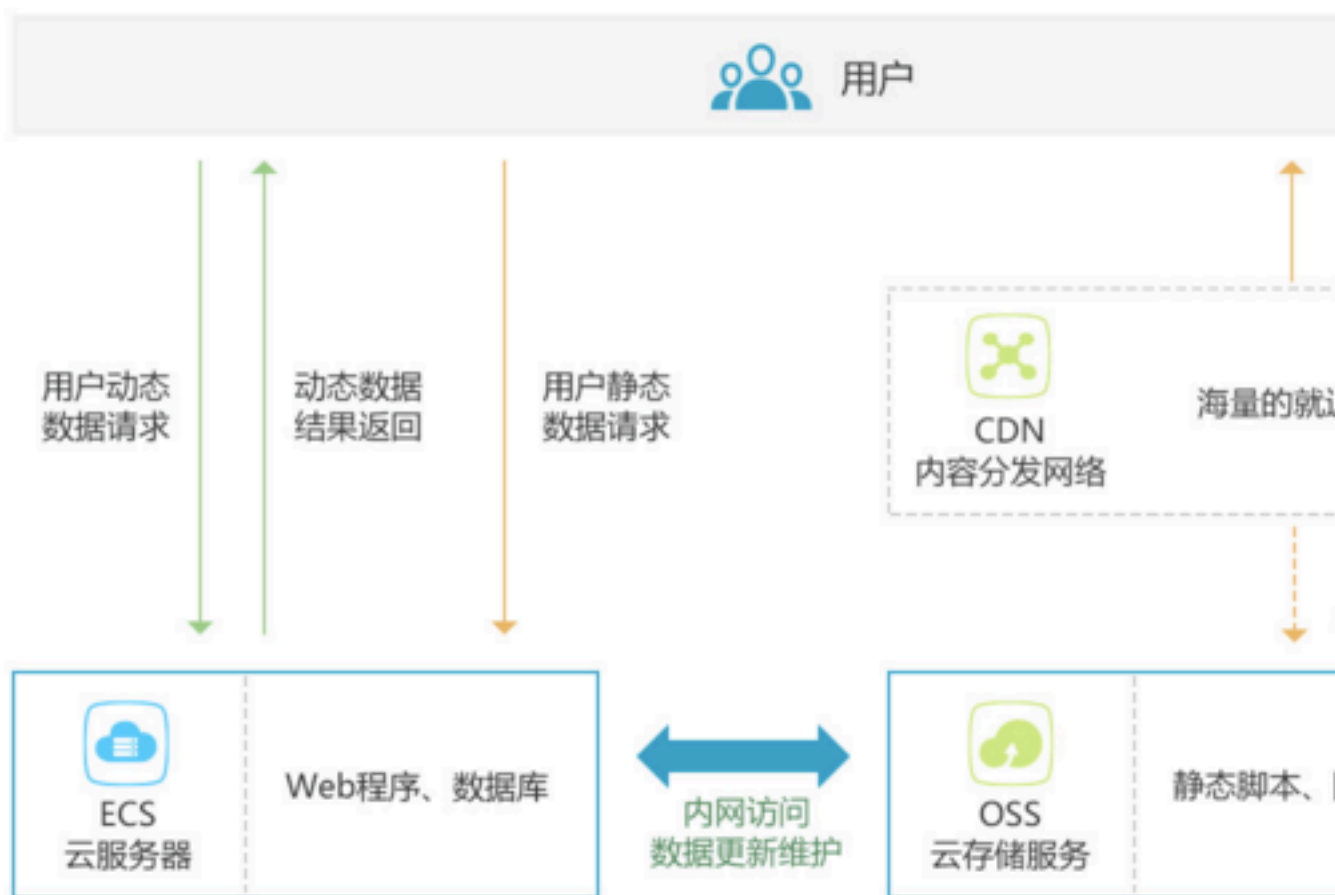 用户
用户动态
数据请求
动态数据
结果返回
用户静态
数据请求
CDN
内容分发网络
海量的就
ECS
云服务器
Web程序、数据库
内网访问
数据更新维护
OSS
云存储服务
静态脚本、